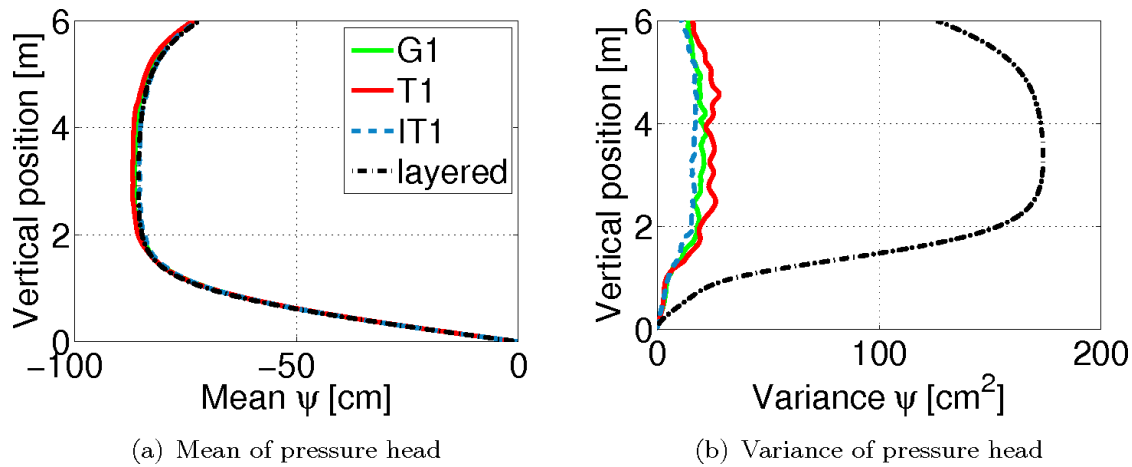 6
4
2
0
Vertical position [m]
−100
−50
0
Mean ψ [cm]
G1
T1
IT1
layered
(a) Mean of pressure head
6
4
2
0
Vertical position [m]
0
100
200
Variance ψ [cm²]
(b) Variance of pressure head